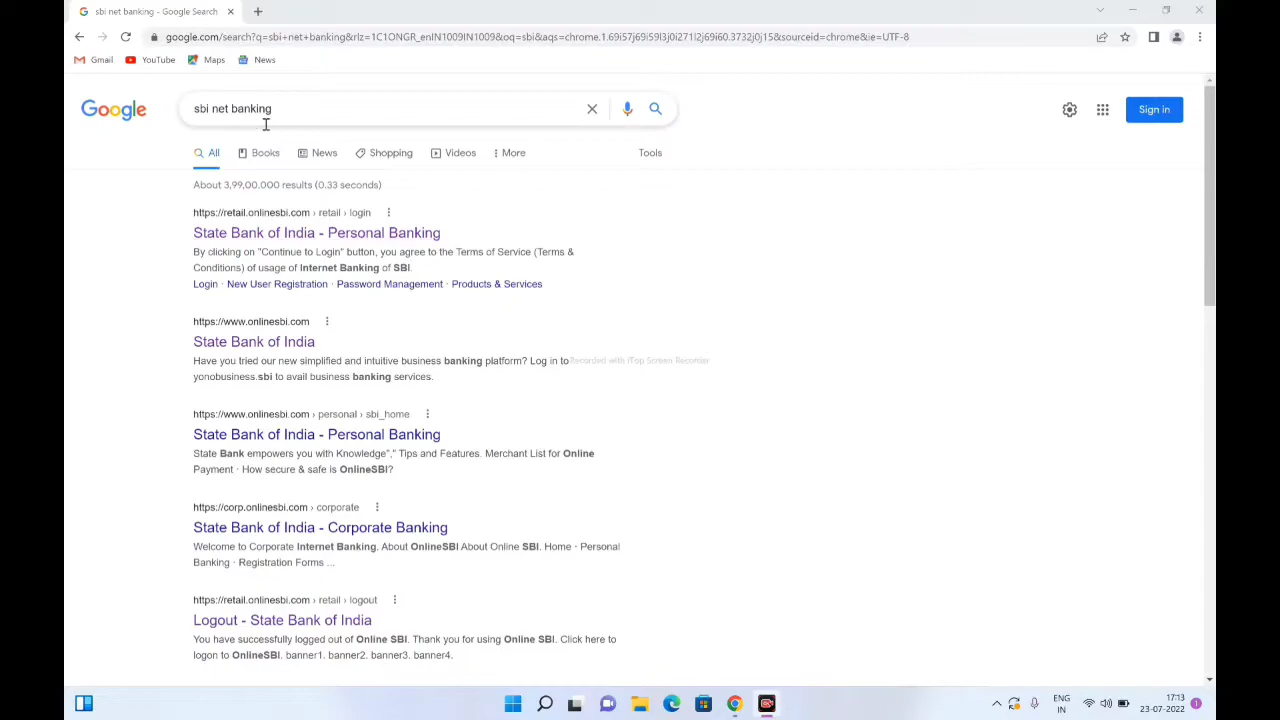 sbi net banking - Google Search
google.com/search?q=sbi+net+banking&rlz=1C1ONGR_enIN1009IN1009&oq=sbi&aqs=chrome.1.69i57j69i59l3j0i271l2j69i60.3732j0j15&sourceid=chrome&ie=UTF-8
Gmail YouTube Maps News
Google sbi net banking Sign in
All Books News Shopping Videos More Tools
About 3,99,00,000 results (0.33 seconds)
https://retail.onlinesbi.com › retail › login
State Bank of India - Personal Banking
By clicking on "Continue to Login" button, you agree to the Terms of Service (Terms &
Conditions) of usage of Internet Banking of SBI.
Login · New User Registration · Password Management · Products & Services
https://www.onlinesbi.com
State Bank of India
Have you tried our new simplified and intuitive business banking platform? Log in to
Recorded with iTop Screen Recorder
yonobusiness.sbi to avail business banking services.
https://www.onlinesbi.com › personal › sbi_home
State Bank of India - Personal Banking
State Bank empowers you with Knowledge"," Tips and Features. Merchant List for Online
Payment · How secure & safe is OnlineSBI?
https://corp.onlinesbi.com › corporate
State Bank of India - Corporate Banking
Welcome to Corporate Internet Banking. About OnlineSBI About Online SBI. Home · Personal
Banking · Registration Forms ...
https://retail.onlinesbi.com › retail › logout
Logout - State Bank of India
You have successfully logged out of Online SBI. Thank you for using Online SBI. Click here to
logon to OnlineSBI. banner1. banner2. banner3. banner4.
ENG
IN
17:13
23-07-2022
1